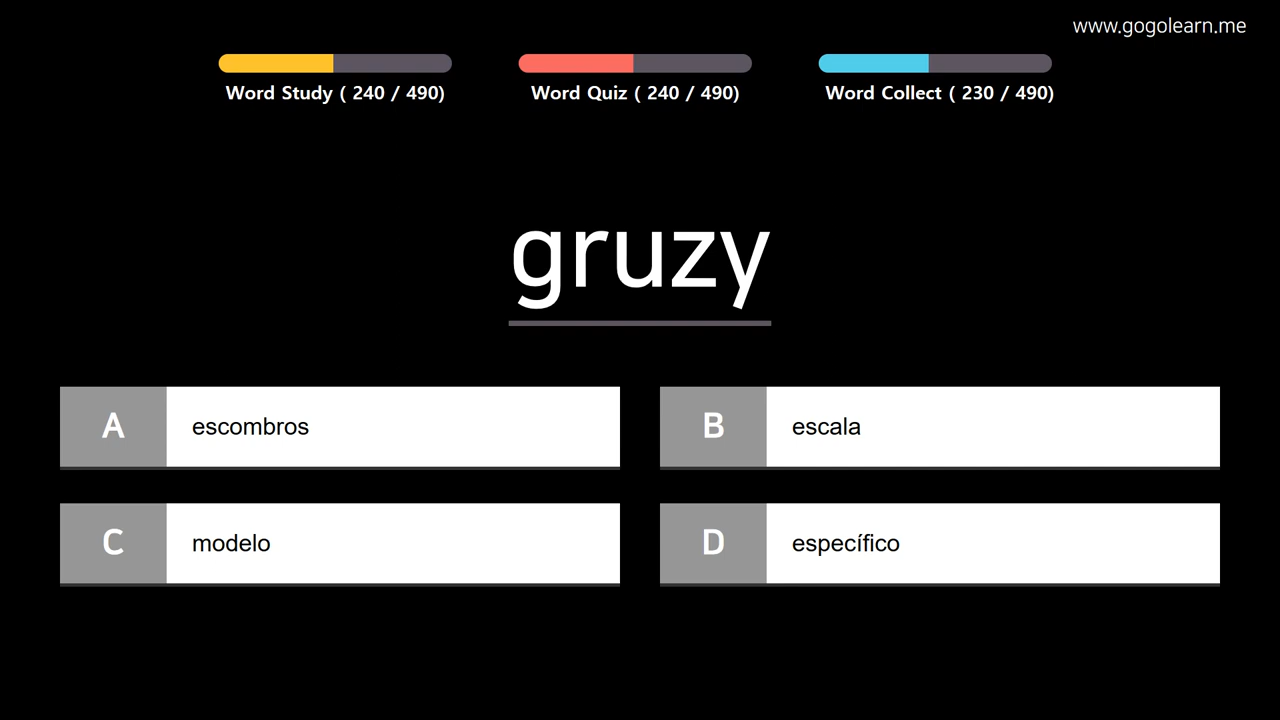 www.gogolearn.me
Word Study ( 240 / 490)
Word Quiz ( 240 / 490)
Word Collect ( 230 / 490)
gruzy
A escombros
B escala
C modelo
D específico